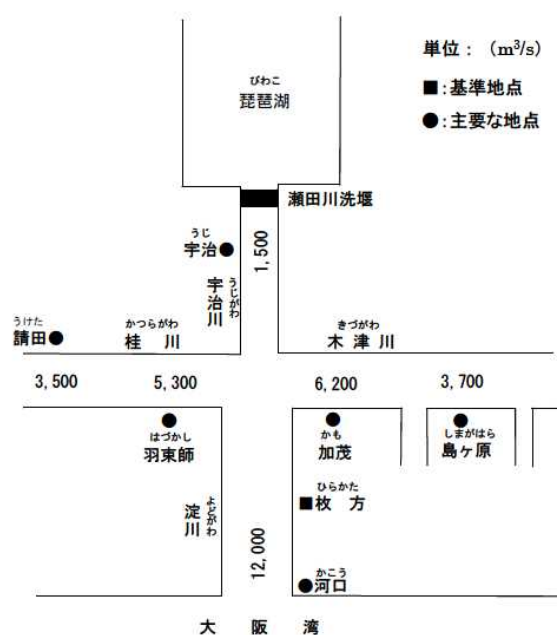 単位：（m³/s）
■：基準地点
●：主要な地点
びわこ
琵琶湖
瀬田川洗堰
うじ
宇治●
1,500
うじがわ
宇治川
うけた
請田●
かつらがわ
桂川
きづがわ
木津川
3,500
5,300
6,200
3,700
●
はづかし
羽束師
●
かも
加茂
●
しまがはら
島ヶ原
ひらかた
■枚方
よどがわ
淀川
12,000
かこう
●河口
大阪湾